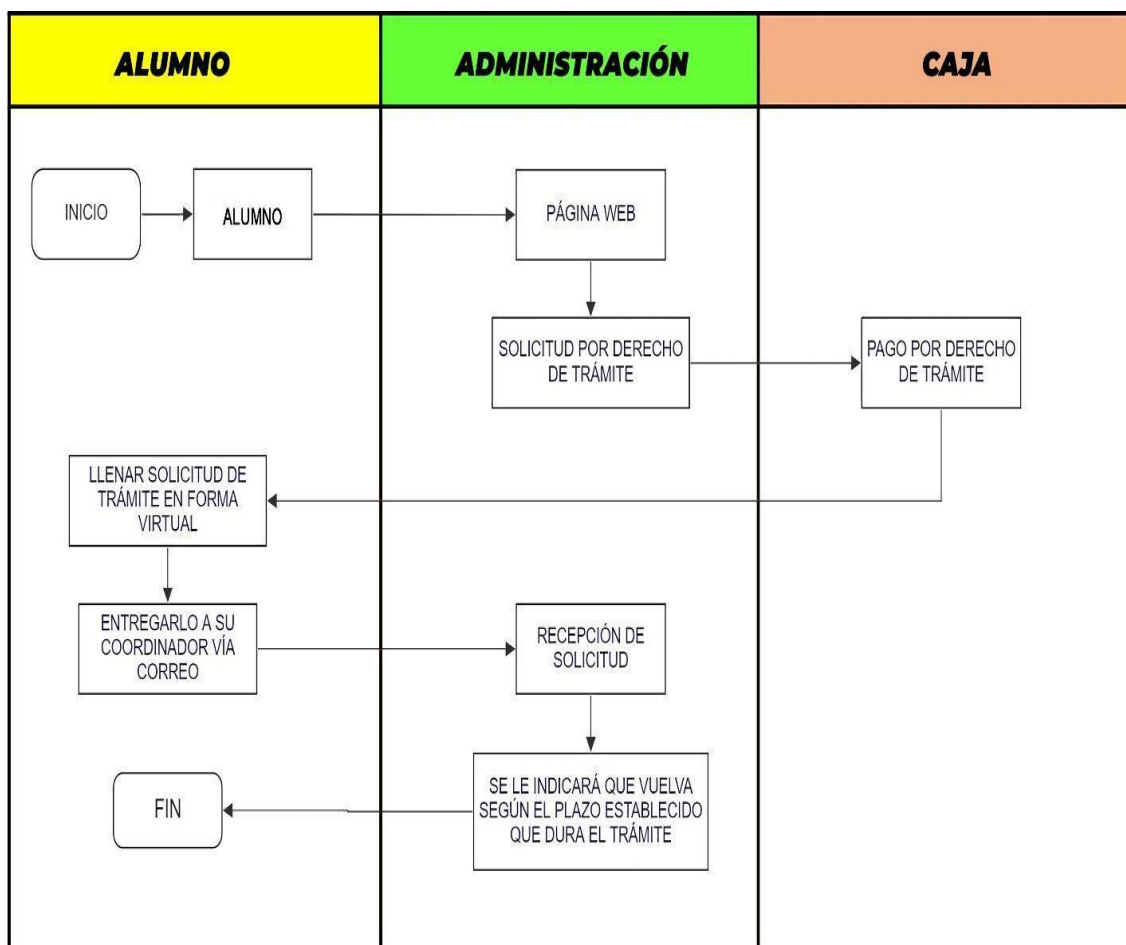 ALUMNO
ADMINISTRACIÓN
CAJA
INICIO
ALUMNO
PÁGINA WEB
SOLICITUD POR DERECHO
DE TRÁMITE
PAGO POR DERECHO
DE TRÁMITE
LLENAR SOLICITUD DE
TRÁMITE EN FORMA
VIRTUAL
ENTREGARLO A SU
COORDINADOR VÍA
CORREO
RECEPCIÓN DE
SOLICITUD
SE LE INDICARÁ QUE VUELVA
SEGÚN EL PLAZO ESTABLECIDO
QUE DURA EL TRÁMITE
FIN